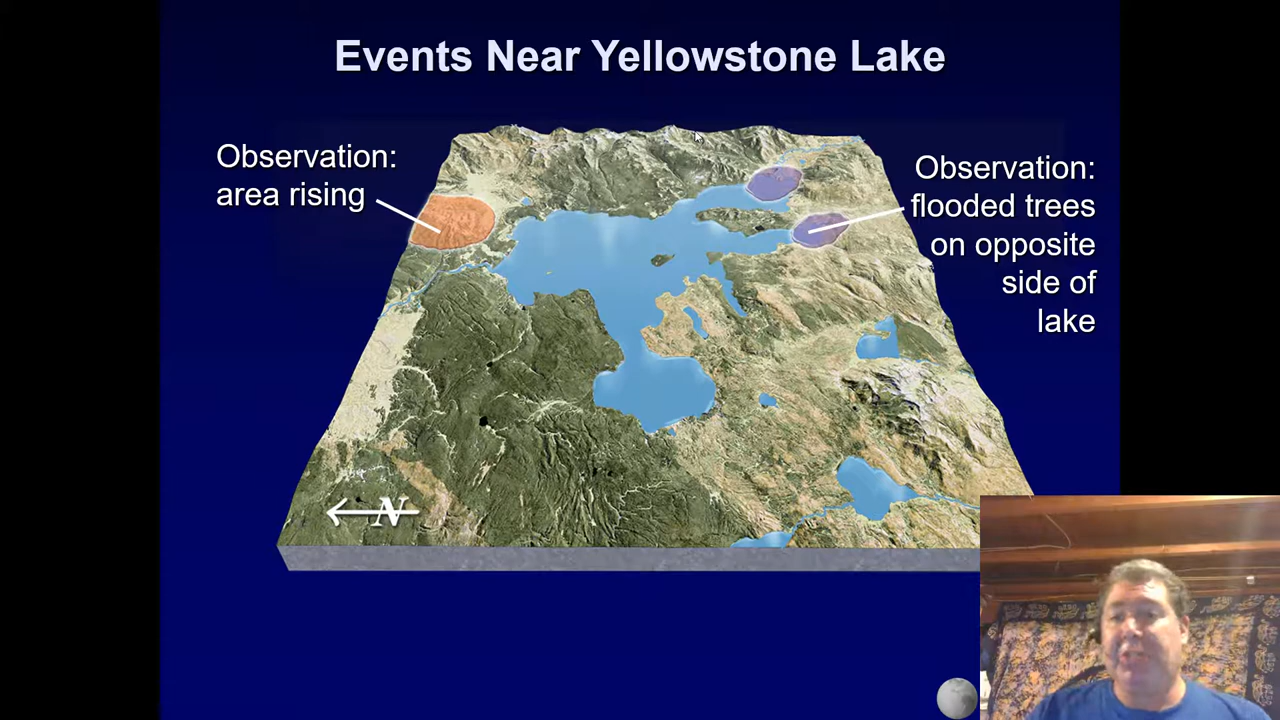 Events Near Yellowstone Lake
Observation:
area rising
Observation:
flooded trees
on opposite
side of
lake
N